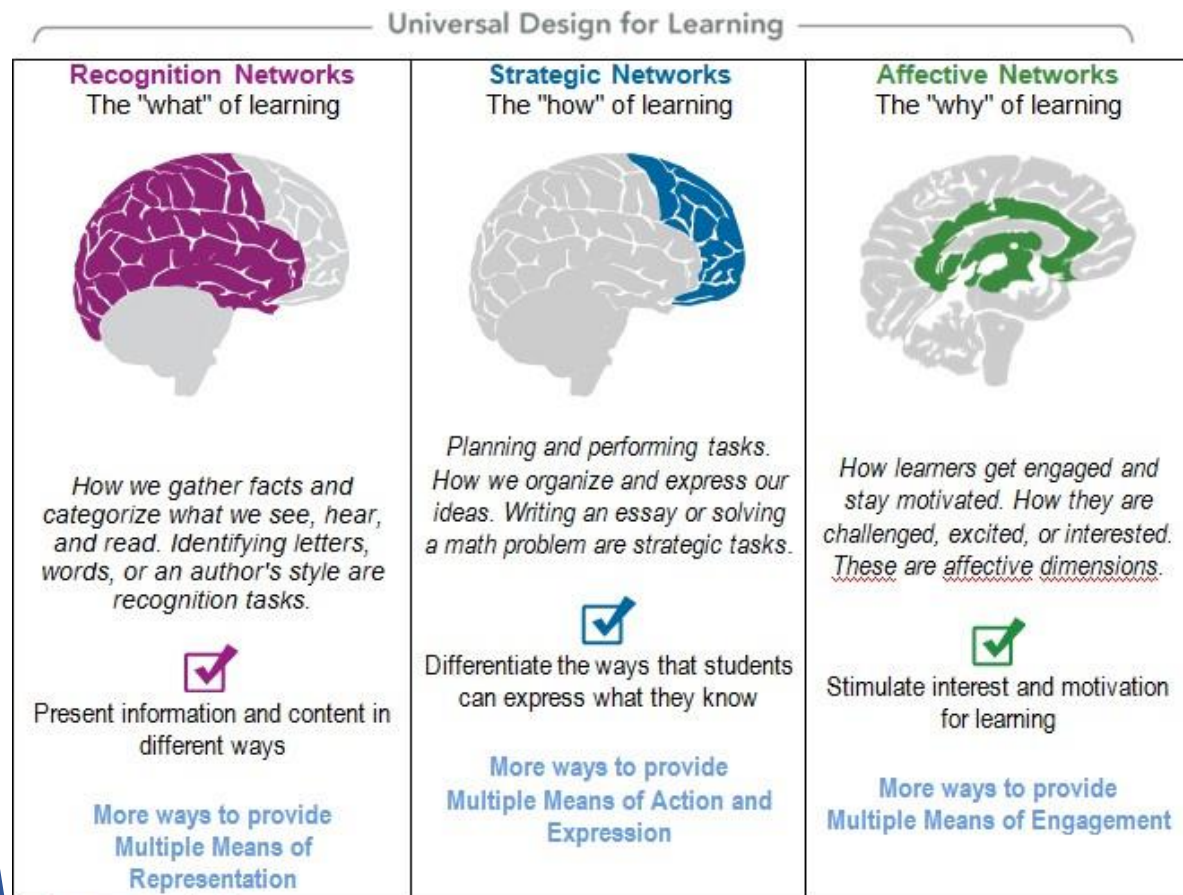 Universal Design for Learning
Recognition Networks
The "what" of learning
How we gather facts and
categorize what we see, hear,
and read. Identifying letters,
words, or an author's style are
recognition tasks.
Present information and content in
different ways
More ways to provide
Multiple Means of
Representation
Strategic Networks
The "how" of learning
Planning and performing tasks.
How we organize and express our
ideas. Writing an essay or solving
a math problem are strategic tasks.
Differentiate the ways that students
can express what they know
More ways to provide
Multiple Means of Action and
Expression
Affective Networks
The "why" of learning
How learners get engaged and
stay motivated. How they are
challenged, excited, or interested.
These are affective dimensions.
Stimulate interest and motivation
for learning
More ways to provide
Multiple Means of Engagement